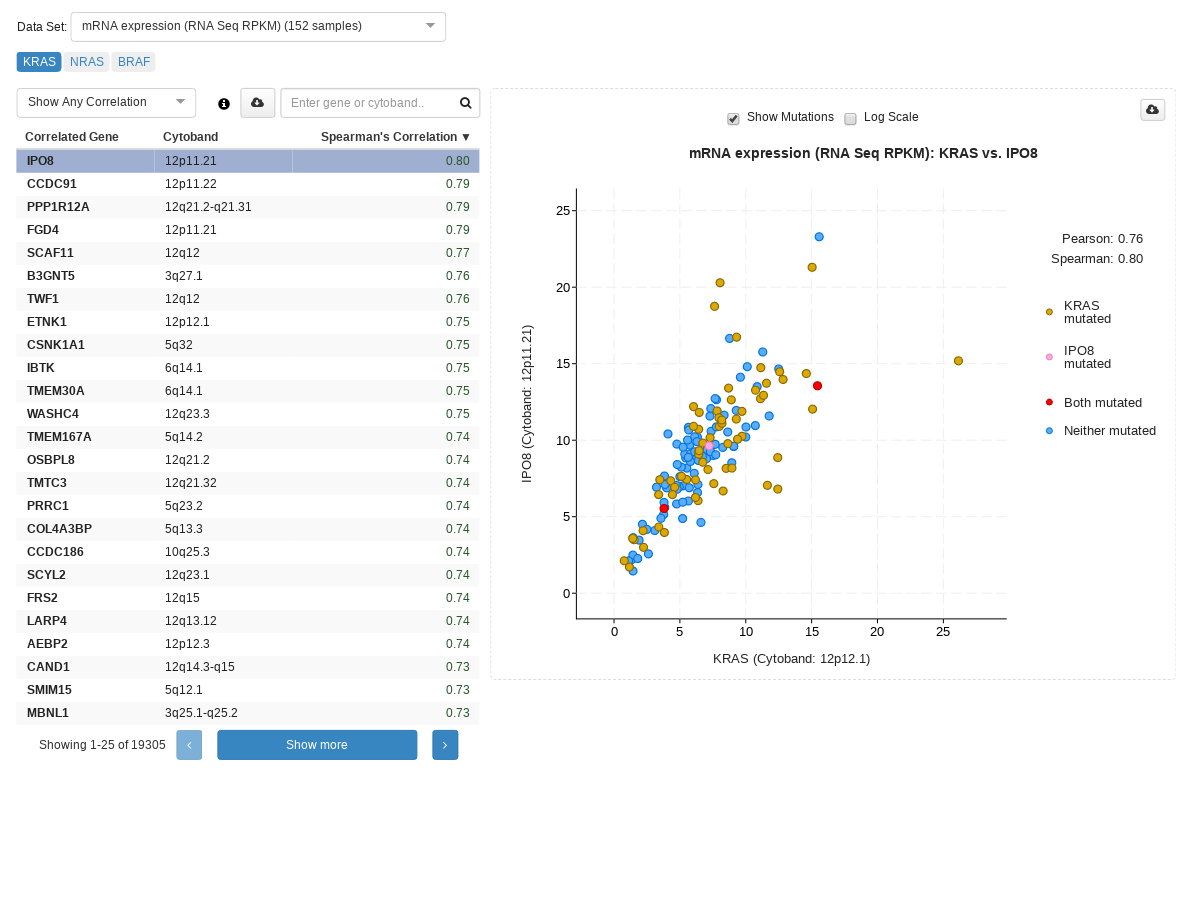 Data Set: mRNA expression (RNA Seq RPKM) (152 samples)
KRAS NRAS BRAF
Show Any Correlation
Enter gene or cytoband..
Correlated Gene Cytoband Spearman's Correlation ▼
IPO8 12p11.21 0.80
CCDC91 12p11.22 0.79
PPP1R12A 12q21.2-q21.31 0.79
FGD4 12p11.21 0.79
SCAF11 12q12 0.77
B3GNT5 3q27.1 0.76
TWF1 12q12 0.76
ETNK1 12p12.1 0.75
CSNK1A1 5q32 0.75
IBTK 6q14.1 0.75
TMEM30A 6q14.1 0.75
WASHC4 12q23.3 0.75
TMEM167A 5q14.2 0.74
OSBPL8 12q21.2 0.74
TMTC3 12q21.32 0.74
PRRC1 5q23.2 0.74
COL4A3BP 5q13.3 0.74
CCDC186 10q25.3 0.74
SCYL2 12q23.1 0.74
FRS2 12q15 0.74
LARP4 12q13.12 0.74
AEBP2 12p12.3 0.74
CAND1 12q14.3-q15 0.73
SMIM15 5q12.1 0.73
MBNL1 3q25.1-q25.2 0.73
Showing 1-25 of 19305 ‹ Show more ›
Show Mutations Log Scale
mRNA expression (RNA Seq RPKM): KRAS vs. IPO8
IPO8 (Cytoband: 12p11.21)
25
20
15
10
5
0
0 5 10 15 20 25
KRAS (Cytoband: 12p12.1)
Pearson: 0.76
Spearman: 0.80
KRAS
mutated
IPO8
mutated
Both mutated
Neither mutated